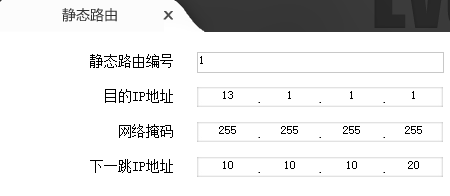 静态路由 x
静态路由编号 1
目的IP地址 13 . 1 . 1 . 1
网络掩码 255 . 255 . 255 . 255
下一跳IP地址 10 . 10 . 10 . 20